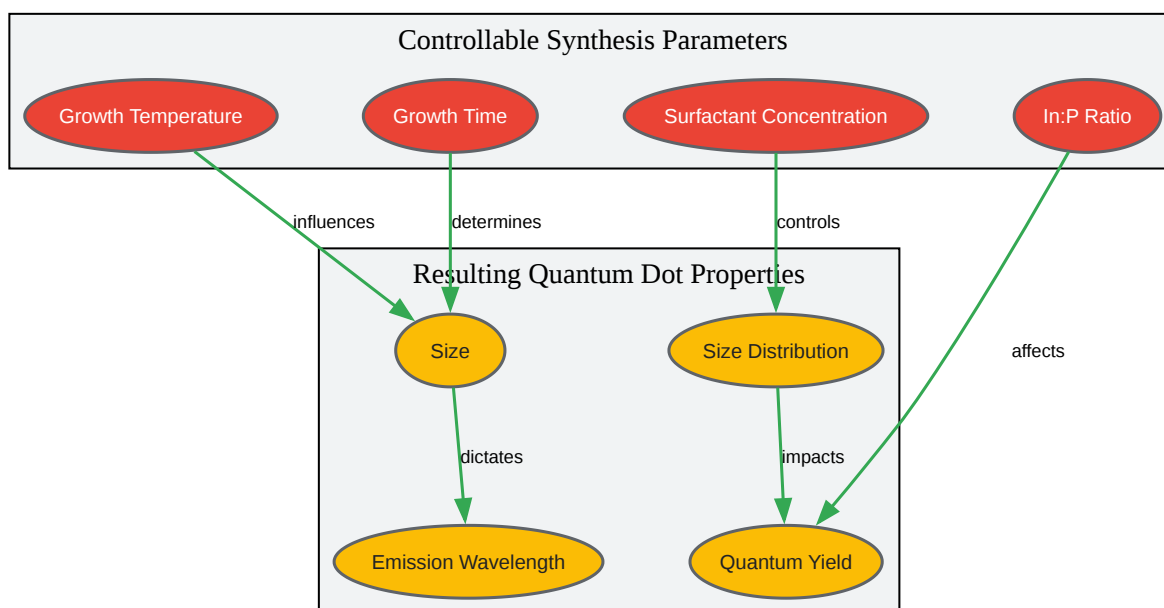 Controllable Synthesis Parameters
Growth Temperature
Growth Time
Surfactant Concentration
In:P Ratio
influences
determines
controls
Resulting Quantum Dot Properties
Size
Size Distribution
affects
dictates
impacts
Emission Wavelength
Quantum Yield